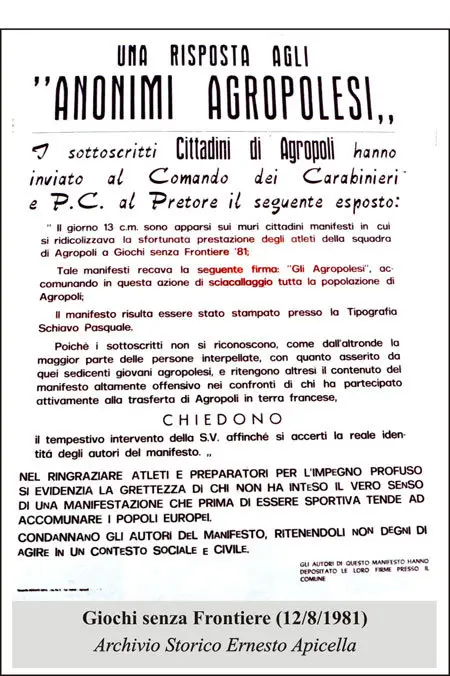 UNA RISPOSTA AGLI
"ANONIMI AGROPOLESI,,
I sottoscritti Cittadini di Agropoli hanno
inviato al Comando dei Carabinieri
e P.C. al Pretore il seguente esposto:
" Il giorno 13 c.m. sono apparsi sui muri cittadini manifesti in cui
si ridicolizzava la sfortunata prestazione degli atleti della squadra
di Agropoli a Giochi senza Frontiere '81;
Tale manifesti recava la seguente firma: "Gli Agropolesi", ac-
comunando in questa azione di sciacallaggio tutta la popolazione di
Agropoli;
Il manifesto risulta essere stato stampato presso la Tipografia
Schiavo Pasquale.
Poichè i sottoscritti non si riconoscono, come dall'altronde la
maggior parte delle persone interpellate, con quanto asserito da
quei sedicenti giovani agropolesi, e ritengono altresì il contenuto del
manifesto altamente offensivo nei confronti di chi ha partecipato
attivamente alla trasferta di Agropoli in terra francese,
CHIEDONO
il tempestivo intervento della S.V. affinché si accerti la reale iden-
titá degli autori del manifesto. ,,
NEL RINGRAZIARE ATLETI E PREPARATORI PER L'IMPEGNO PROFUSO
SI EVIDENZIA LA GRETTEZZA DI CHI NON HA INTESO IL VERO SENSO
DI UNA MANIFESTAZIONE CHE PRIMA DI ESSERE SPORTIVA TENDE AD
ACCOMUNARE I POPOLI EUROPEI.
CONDANNANO GLI AUTORI DEL MANIFESTO, RITENENDOLI NON DEGNI DI
AGIRE IN UN CONTESTO SOCIALE E CIVILE.
GLI AUTORI DI QUESTO MANIFESTO HANNO
DEPOSITATO LE LORO FIRME PRESSO IL
COMUNE
Giochi senza Frontiere (12/8/1981)
Archivio Storico Ernesto Apicella